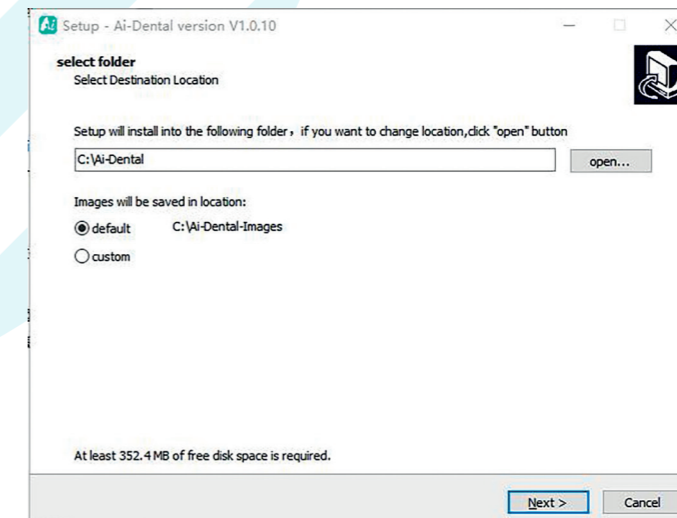 Ai Setup - Ai-Dental version V1.0.10
select folder
Select Destination Location
Setup will install into the following folder，if you want to change location,click "open" button
C:\Ai-Dental
open...
Images will be saved in location:
default C:\Ai-Dental-Images
custom
At least 352.4 MB of free disk space is required.
Next >
Cancel